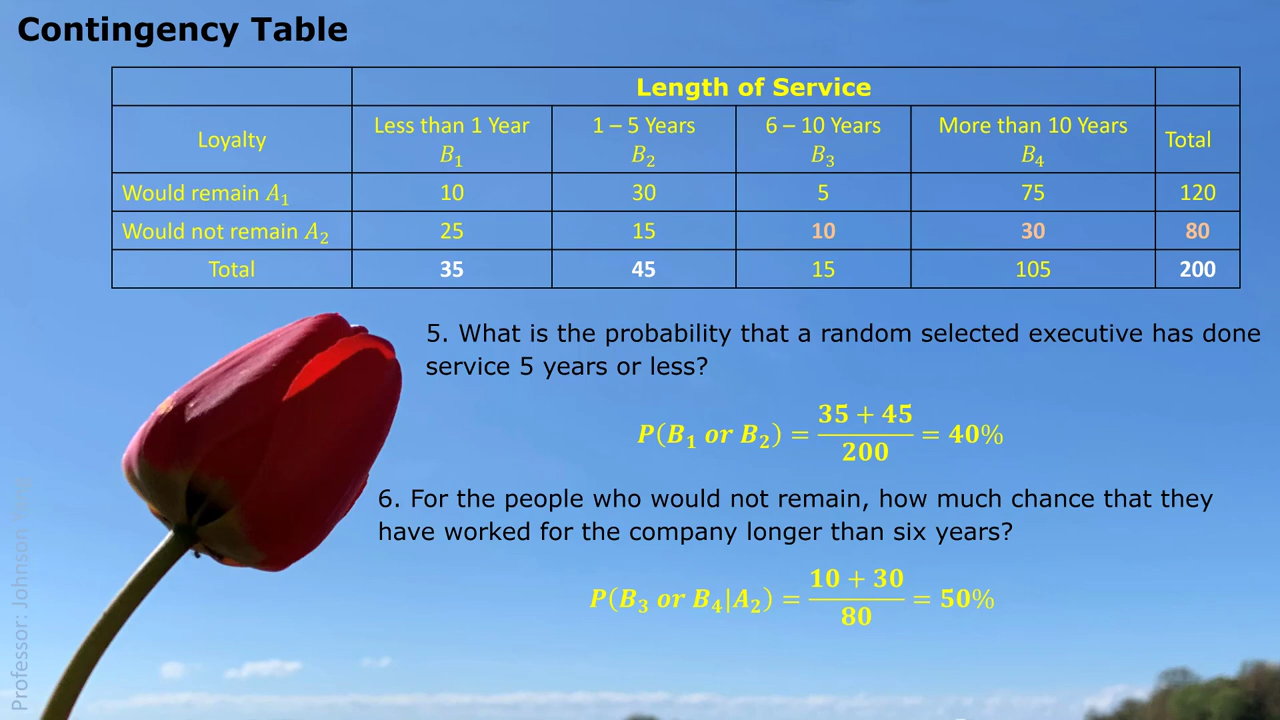 Contingency Table
Length of Service
Loyalty Less than 1 Year B₁ 1 – 5 Years B₂ 6 – 10 Years B₃ More than 10 Years B₄ Total
Would remain A₁ 10 30 5 75 120
Would not remain A₂ 25 15 10 30 80
Total 35 45 15 105 200
5. What is the probability that a random selected executive has done
service 5 years or less?
P(B₁ or B₂) = (35 + 45)/200 = 40%
6. For the people who would not remain, how much chance that they
have worked for the company longer than six years?
P(B₃ or B₄|A₂) = (10 + 30)/80 = 50%
Professor: Johnson